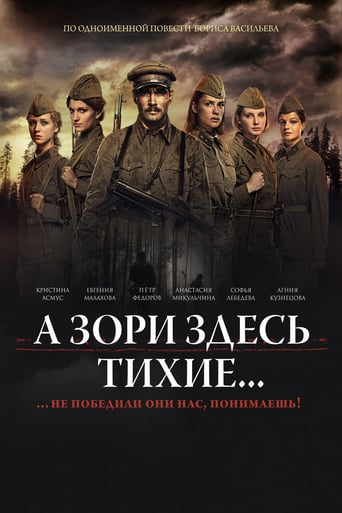 ПО ОДНОИМЕННОЙ ПОВЕСТИ БОРИСА ВАСИЛЬЕВА
КРИСТИНА АСМУС
ЕВГЕНИЯ МАЛАХОВА
ПЁТР ФЕДОРОВ
АНАСТАСИЯ МИКУЛЬЧИНА
СОФЬЯ ЛЕБЕДЕВА
АГНИЯ КУЗНЕЦОВА
А ЗОРИ ЗДЕСЬ
ТИХИЕ...
...НЕ ПОБЕДИЛИ ОНИ НАС, ПОНИМАЕШЬ!